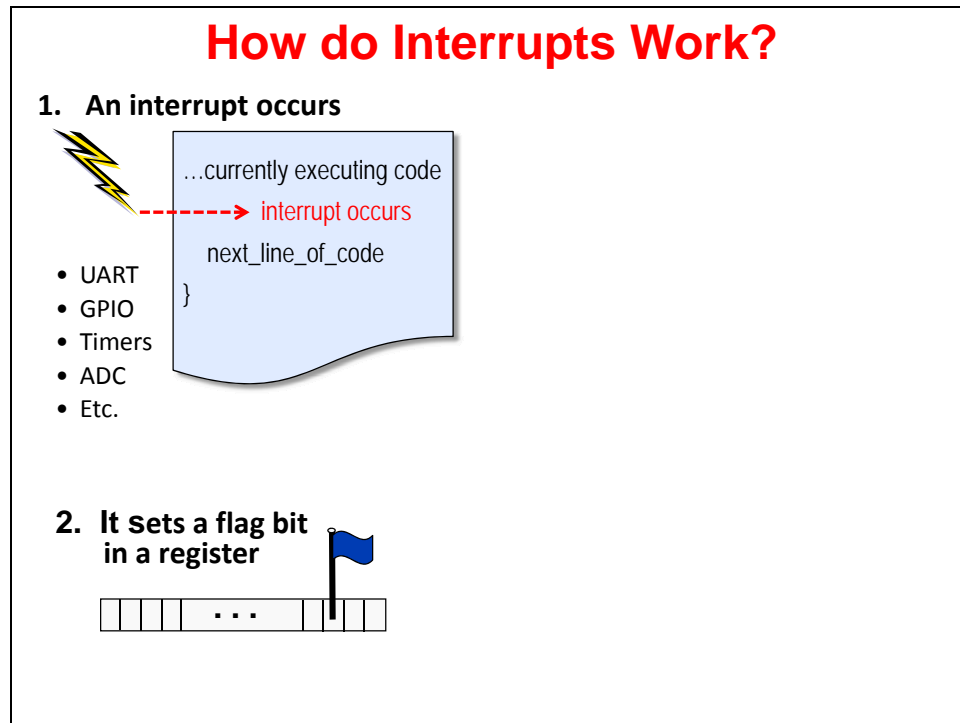 How do Interrupts Work?
1. An interrupt occurs
…currently executing code
interrupt occurs
next_line_of_code
}
• UART
• GPIO
• Timers
• ADC
• Etc.
2. It sets a flag bit
in a register
. . .